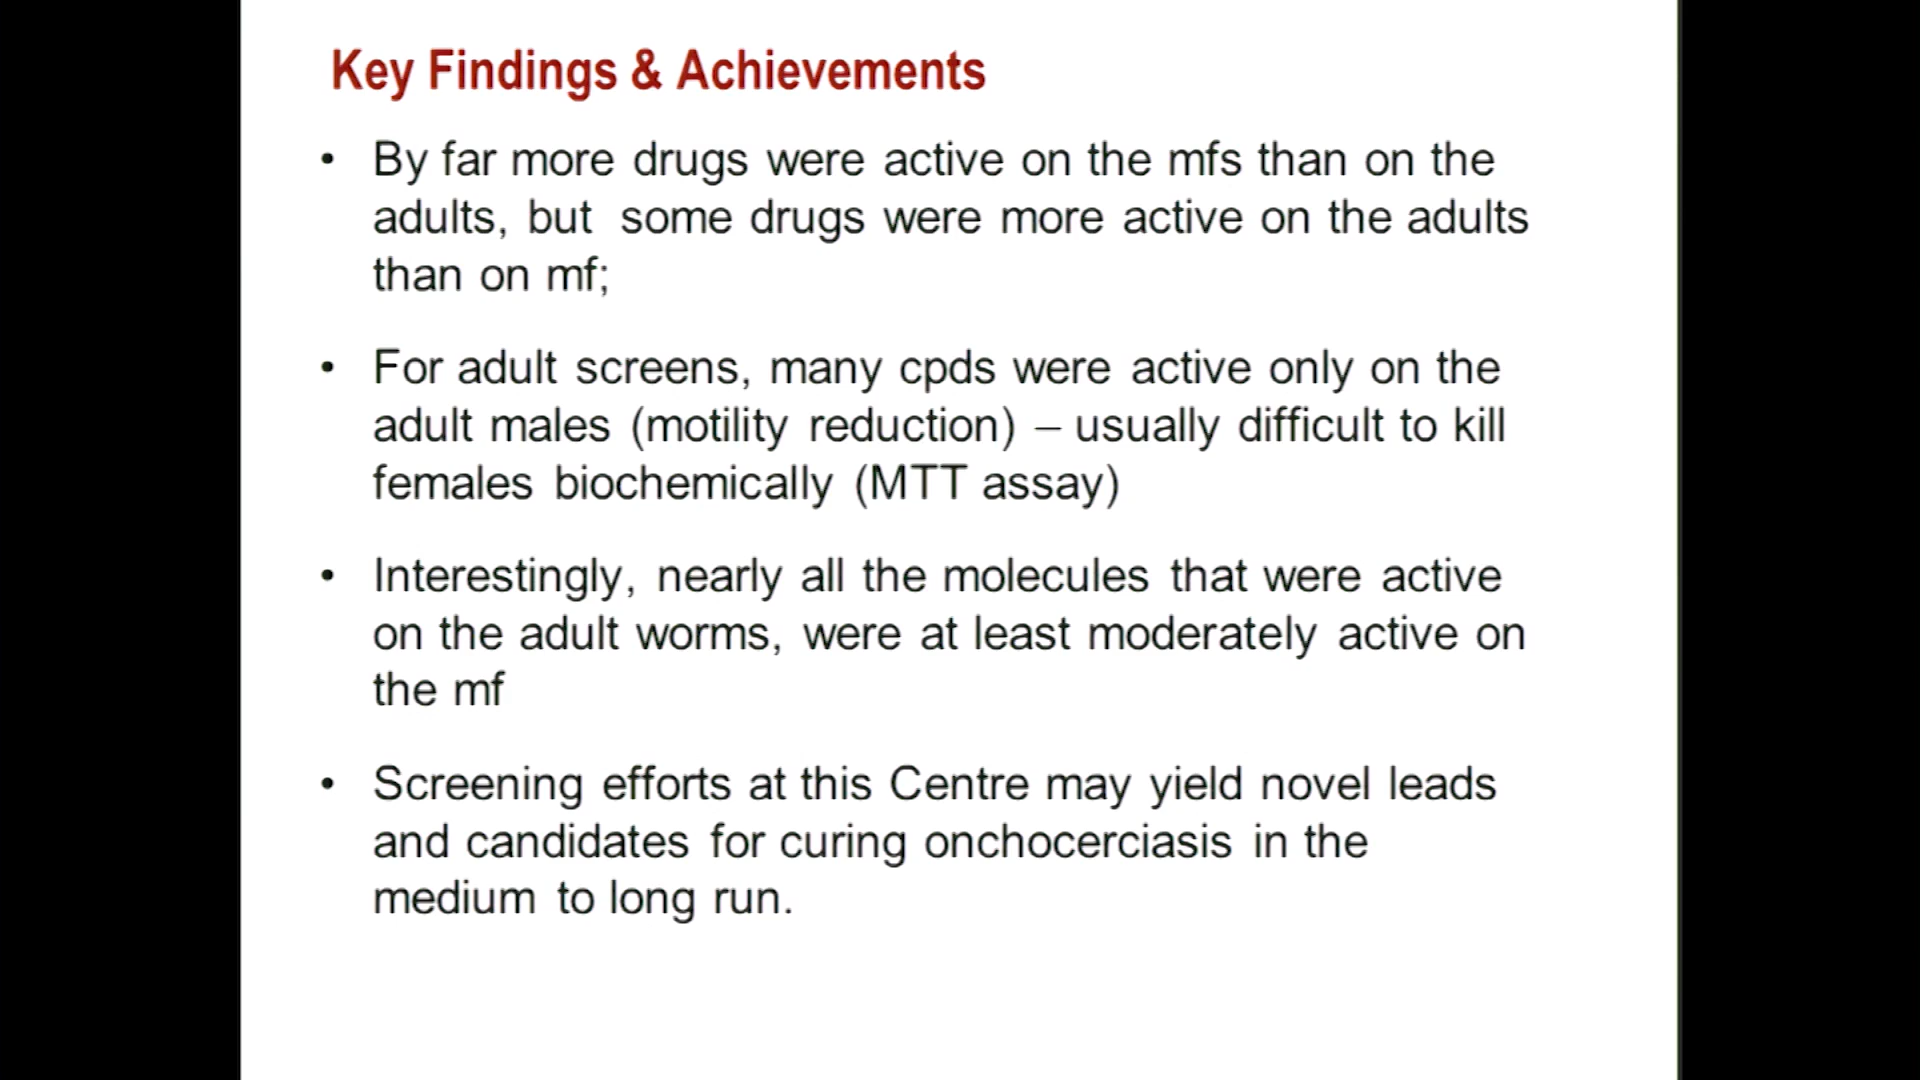 Key Findings & Achievements
• By far more drugs were active on the mfs than on the
adults, but some drugs were more active on the adults
than on mf;
• For adult screens, many cpds were active only on the
adult males (motility reduction) – usually difficult to kill
females biochemically (MTT assay)
• Interestingly, nearly all the molecules that were active
on the adult worms, were at least moderately active on
the mf
• Screening efforts at this Centre may yield novel leads
and candidates for curing onchocerciasis in the
medium to long run.